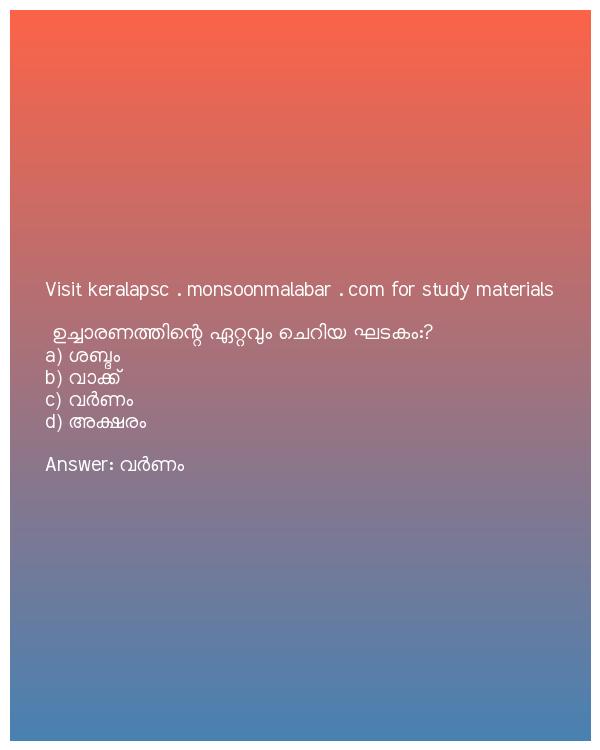 Visit keralapsc . monsoonmalabar . com for study materials
ഉച്ചാരണത്തിന്റെ ഏറ്റവും ചെറിയ ഘടകം:?
a) ശബ്ദം
b) വാക്ക്
c) വർണം
d) അക്ഷരം
Answer: വർണം